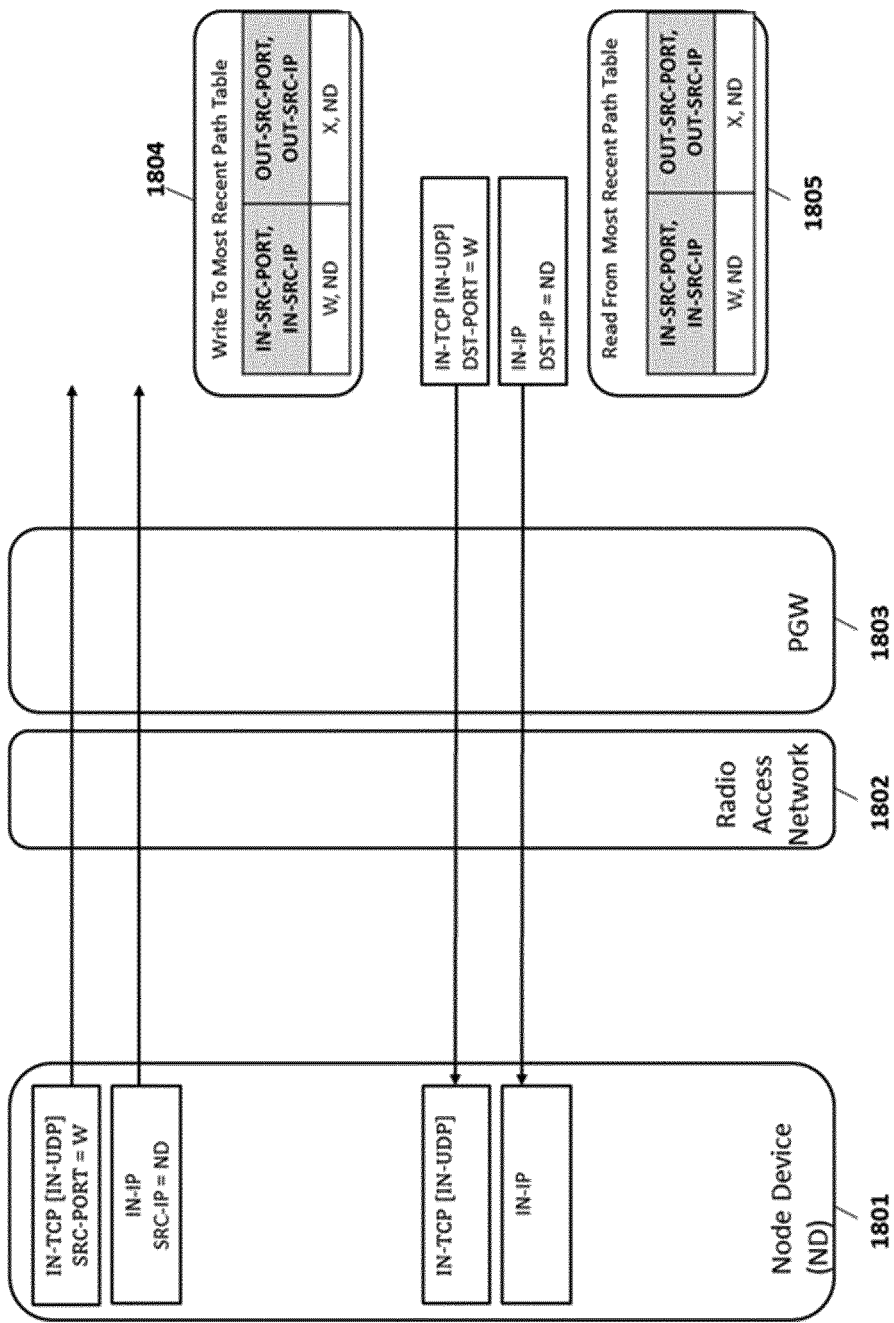 IN-TCP [IN-UDP]
SRC-PORT = W
IN-IP
SRC-IP = ND
IN-TCP [IN-UDP]
IN-IP
Node Device
(ND)
1801
Radio
Access
Network
1802
PGW
1803
1804
Write To Most Recent Path Table
IN-SRC-PORT,
IN-SRC-IP
OUT-SRC-PORT,
OUT-SRC-IP
W, ND
X, ND
IN-TCP [IN-UDP]
DST-PORT = W
IN-IP
DST-IP = ND
Read From Most Recent Path Table
IN-SRC-PORT,
IN-SRC-IP
OUT-SRC-PORT,
OUT-SRC-IP
W, ND
X, ND
1805